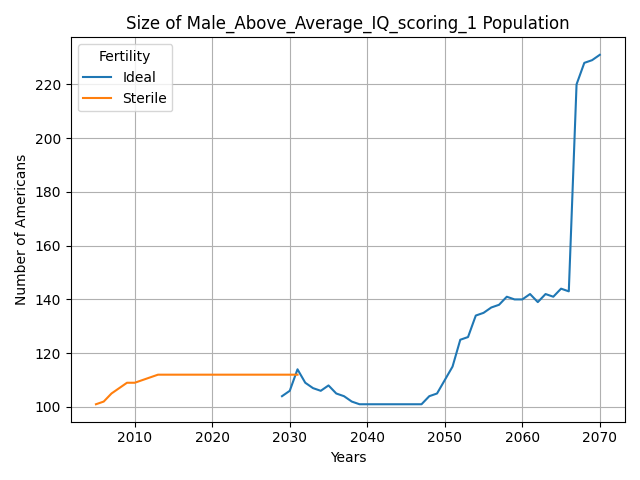 Size of Male_Above_Average_IQ_scoring_1 Population
Fertility
Ideal
Sterile
Number of Americans
220
200
180
160
140
120
100
2010 2020 2030 2040 2050 2060 2070
Years